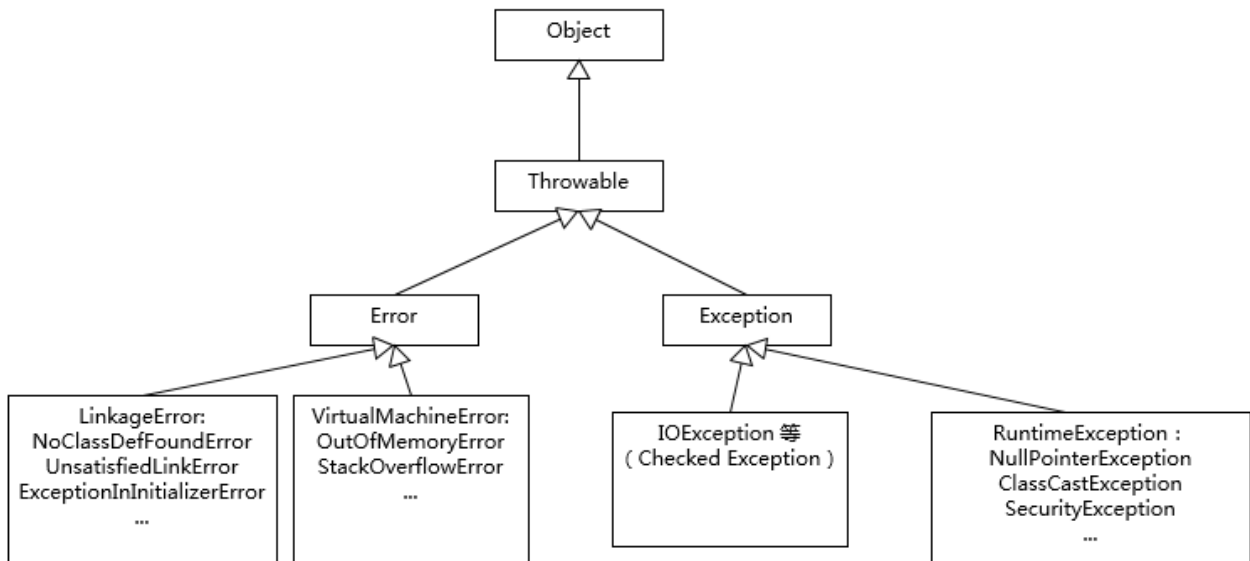 Object
Throwable
Error
Exception
LinkageError:
NoClassDefFoundError
UnsatisfiedLinkError
ExceptionInInitializerError
...
VirtualMachineError:
OutOfMemoryError
StackOverflowError
...
IOException 等
( Checked Exception )
RuntimeException :
NullPointerException
ClassCastException
SecurityException
...